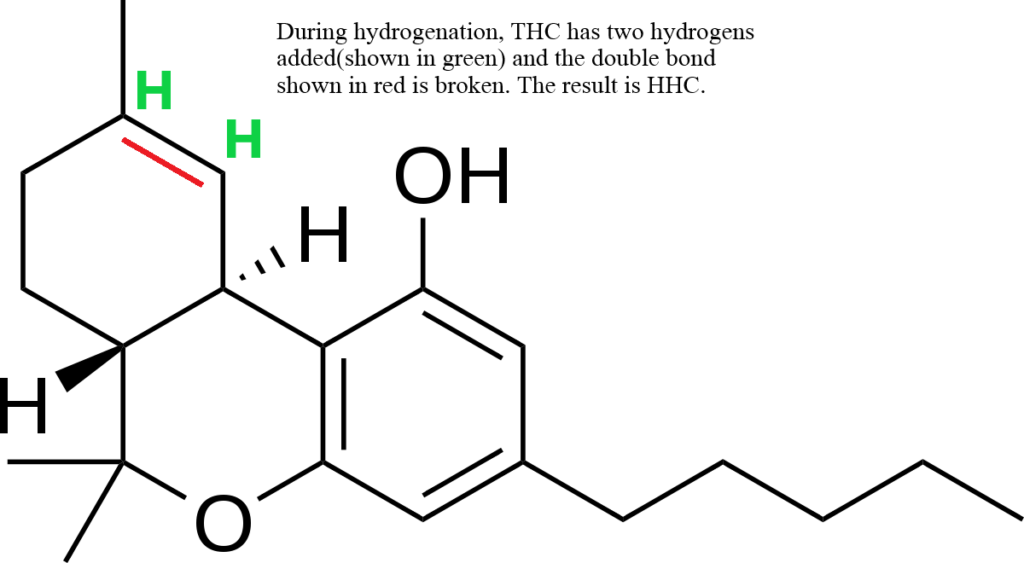 During hydrogenation, THC has two hydrogens
added(shown in green) and the double bond
shown in red is broken. The result is HHC.
H
H
OH
H
H
O